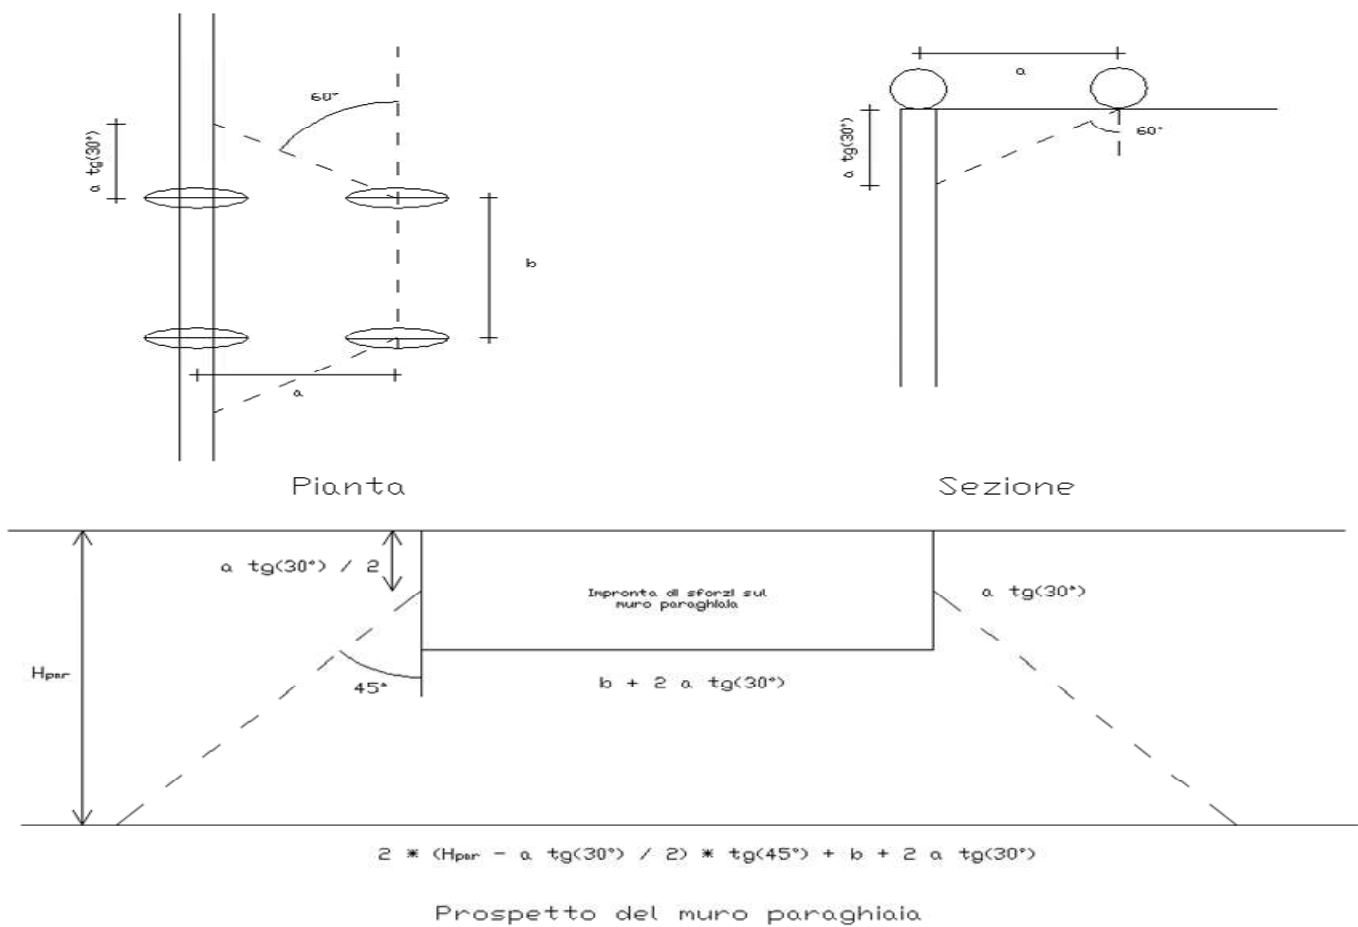 60°
a tg(30°)
b
a
Pianta
a
a tg(30°)
60°
Sezione
a tg(30°) / 2
Impronta di sforzi sul
muro paraghiaia
a tg(30°)
Hpar
45°
b + 2 a tg(30°)
2 * (Hpar - a tg(30°) / 2) * tg(45°) + b + 2 a tg(30°)
Prospetto del muro paraghiaia